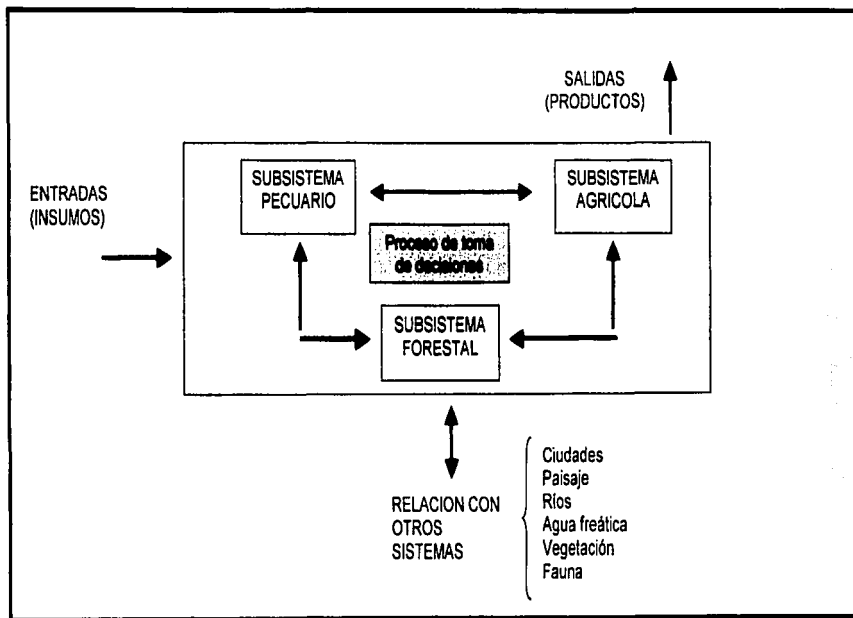 SALIDAS
(PRODUCTOS)
ENTRADAS
(INSUMOS)
SUBSISTEMA
PECUARIO
SUBSISTEMA
AGRICOLA
Proceso de toma
de decisiones
SUBSISTEMA
FORESTAL
RELACION CON
OTROS
SISTEMAS
Ciudades
Paisaje
Ríos
Agua freática
Vegetación
Fauna